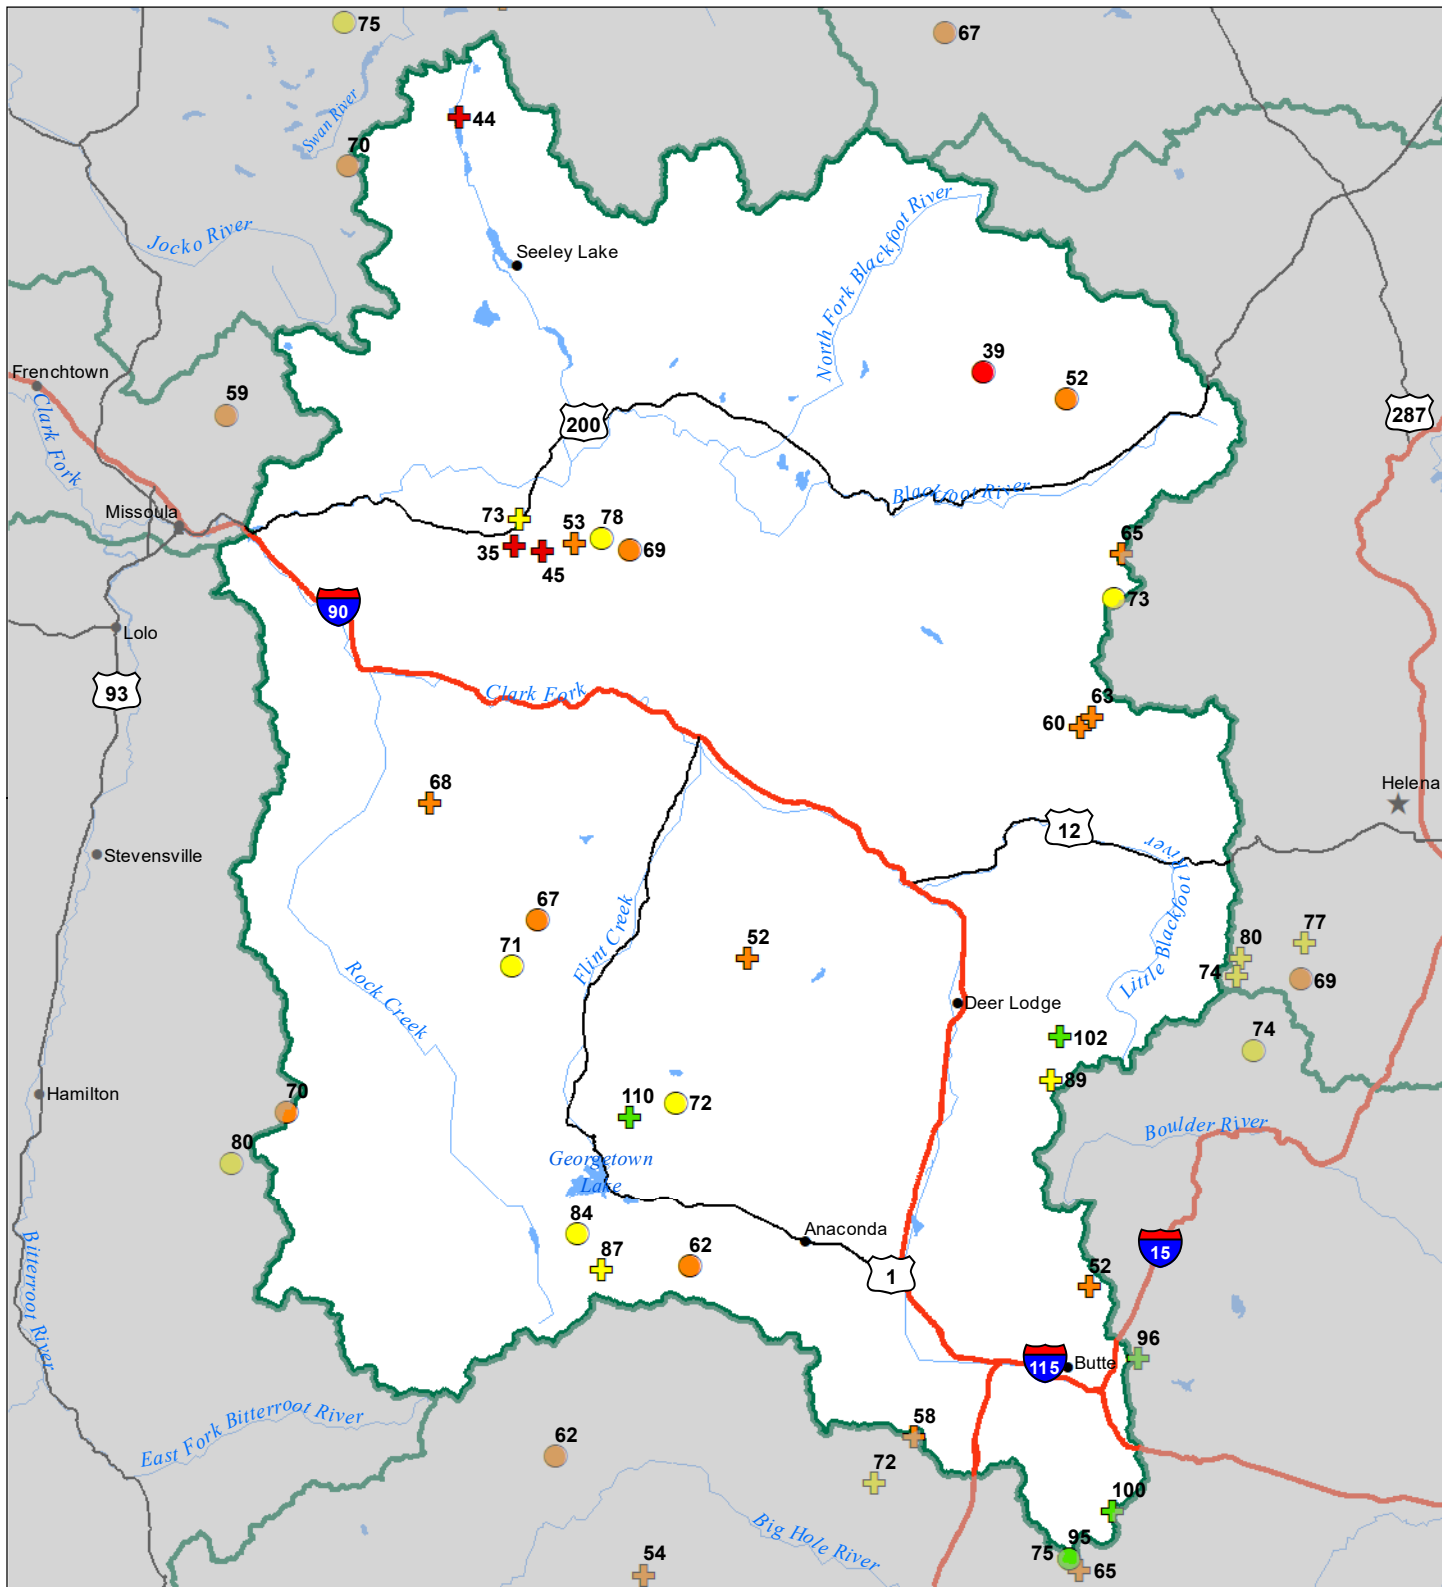 75
67
44
Swan River
70
Jocko River
Seeley Lake
North Fork Blackfoot River
39
52
Frenchtown
Clark Fork
59
200
287
Blackfoot River
Missoula
73
53
78
35
45
69
65
73
90
Lolo
93
Clark Fork
63
60
68
Helena
12
Stevensville
Little Blackfoot River
67
71
Flint Creek
52
80
77
74
69
Rock Creek
Deer Lodge
102
74
89
Hamilton
70
110
72
80
Boulder River
Georgetown
Lake
84
87
62
Anaconda
1
15
52
Bitterroot River
96
115
Butte
East Fork Bitterroot River
62
58
72
100
Big Hole River
95
75
65
54